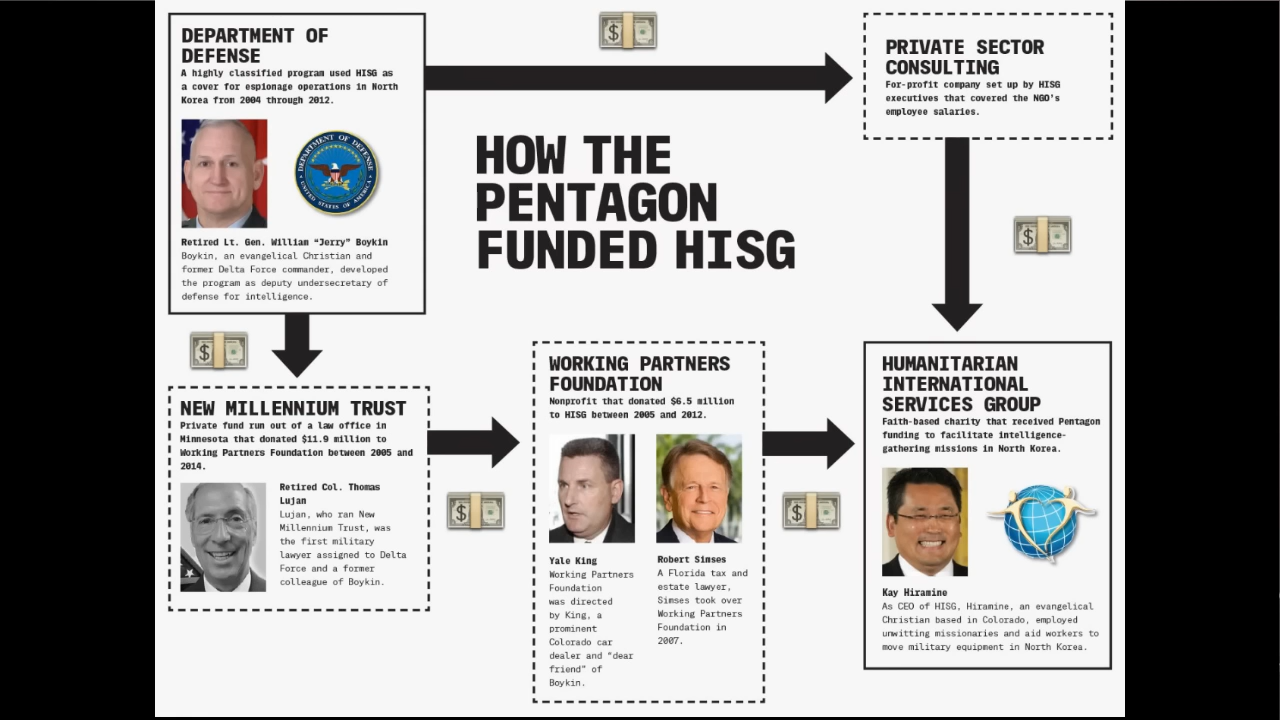 DEPARTMENT OF
DEFENSE
A highly classified program used HISG as
a cover for espionage operations in North
Korea from 2004 through 2012.
DEPARTMENT OF DEFENSE
UNITED STATES OF AMERICA
Retired Lt. Gen. William “Jerry” Boykin
Boykin, an evangelical Christian and
former Delta Force commander, developed
the program as deputy undersecretary of
defense for intelligence.
$
PRIVATE SECTOR
CONSULTING
For-profit company set up by HISG
executives that covered the NGO’s
employee salaries.
HOW THE
PENTAGON
FUNDED HISG
$
$
NEW MILLENNIUM TRUST
Private fund run out of a law office in
Minnesota that donated $11.9 million to
Working Partners Foundation between 2005 and
2014.
Retired Col. Thomas
Lujan
Lujan, who ran New
Millennium Trust, was
the first military
lawyer assigned to Delta
Force and a former
colleague of Boykin.
$
WORKING PARTNERS
FOUNDATION
Nonprofit that donated $6.5 million
to HISG between 2005 and 2012.
Yale King
Working Partners
Foundation
was directed
by King, a
prominent
Colorado car
dealer and “dear
friend” of
Boykin.
Robert Simses
A Florida tax and
estate lawyer,
Simses took over
Working Partners
Foundation in
2007.
$
HUMANITARIAN
INTERNATIONAL
SERVICES GROUP
Faith-based charity that received Pentagon
funding to facilitate intelligence-
gathering missions in North Korea.
Kay Hiramine
As CEO of HISG, Hiramine, an evangelical
Christian based in Colorado, employed
unwitting missionaries and aid workers to
move military equipment in North Korea.